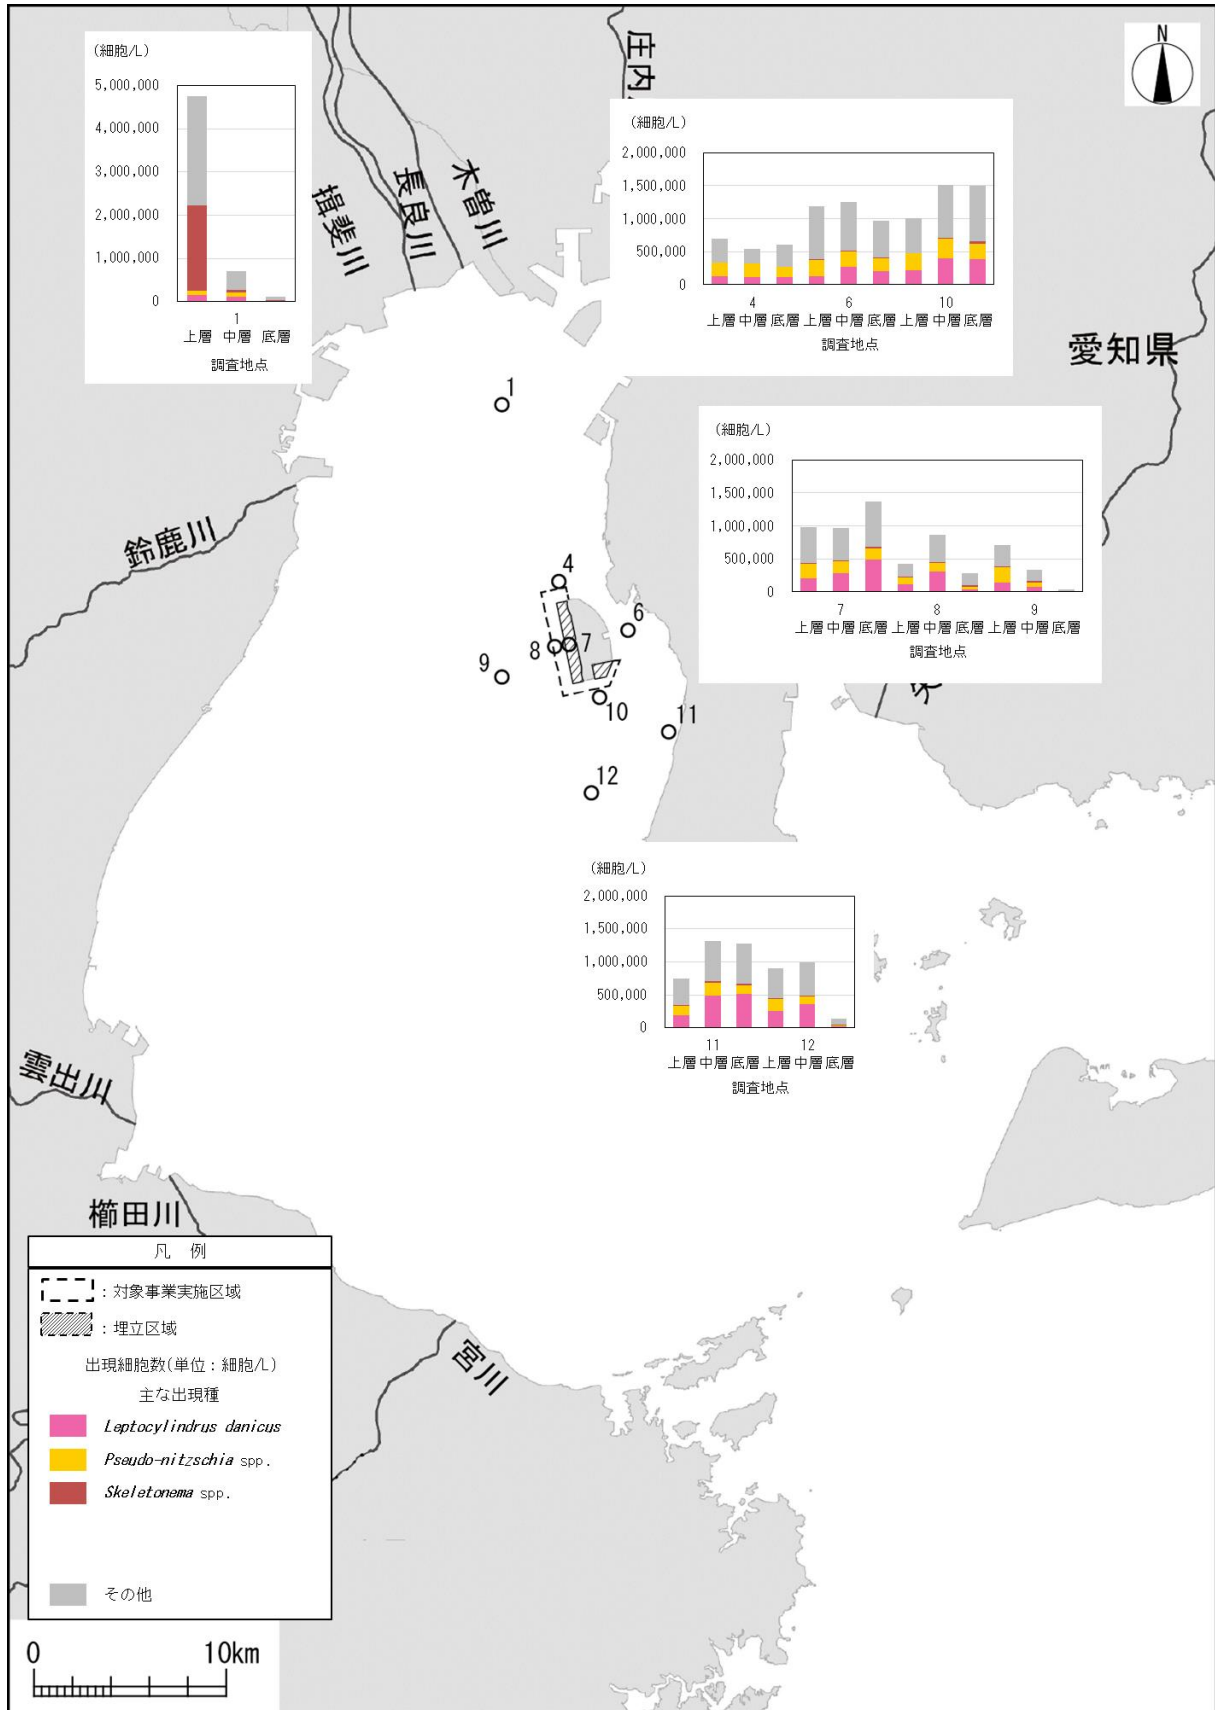 (細胞/L)
5,000,000
4,000,000
3,000,000
2,000,000
1,000,000
0
1
上層 中層 底層
調査地点
揖斐川
長良川
木曽川
庄内
N
(細胞/L)
2,000,000
1,500,000
1,000,000
500,000
0
4 6 10
上層 中層 底層 上層 中層 底層 上層 中層 底層
調査地点
愛知県
(細胞/L)
2,000,000
1,500,000
1,000,000
500,000
0
7 8 9
上層 中層 底層 上層 中層 底層 上層 中層 底層
調査地点
鈴鹿川
1
4
6
8
7
9
10
11
12
(細胞/L)
2,000,000
1,500,000
1,000,000
500,000
0
11 12
上層 中層 底層 上層 中層 底層
調査地点
雲出川
櫛田川
宮川
凡 例
: 対象事業実施区域
: 埋立区域
出現細胞数(単位:細胞/L)
主な出現種
Leptocylindrus danicus
Pseudo-nitzschia spp.
Skeletonema spp.
その他
0 10km